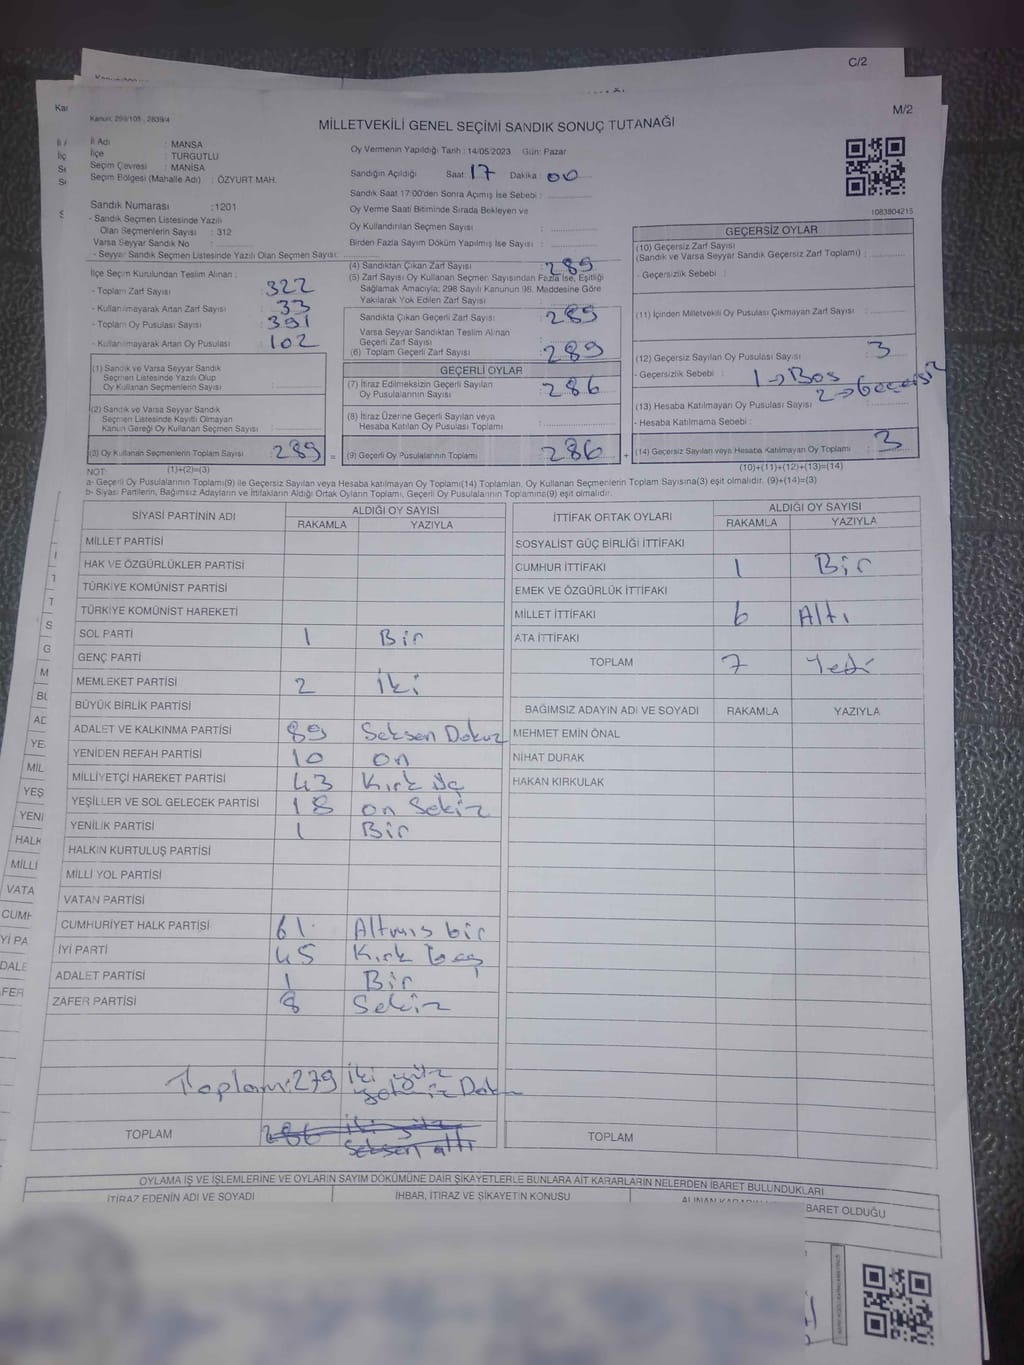 C/2
M/2
Kanun: 298/105, 2839/4
MİLLETVEKİLİ GENEL SEÇİMİ SANDIK SONUÇ TUTANAĞI
İl Adı : MANSA
İlçe : TURGUTLU
Seçim Çevresi : MANİSA
Seçim Bölgesi (Mahalle Adı) : ÖZYURT MAH.
Oy Vermenin Yapıldığı Tarih : 14/05/2023 Gün: Pazar
Sandığın Açıldığı Saat: 17 Dakika: 00
Sandık Saat 17:00'den Sonra Açılmış İse Sebebi :
Oy Verme Saati Bitiminde Sırada Bekleyen ve
Oy Kullandırılan Seçmen Sayısı :
Birden Fazla Sayım Döküm Yapılmış İse Sayısı :
1083804215
Sandık Numarası :1201
- Sandık Seçmen Listesinde Yazılı
Olan Seçmenlerin Sayısı : 312
Varsa Seyyar Sandık No :
- Seyyar Sandık Seçmen Listesinde Yazılı Olan Seçmen Sayısı:
İlçe Seçim Kurulundan Teslim Alınan :
- Toplam Zarf Sayısı : 322
- Kullanılmayarak Artan Zarf Sayısı : 33
- Toplam Oy Pusulası Sayısı : 391
- Kullanılmayarak Artan Oy Pusulası : 102
(1) Sandık ve Varsa Seyyar Sandık
Seçmen Listesinde Yazılı Olup
Oy Kullanan Seçmenlerin Sayısı :
(2) Sandık ve Varsa Seyyar Sandık
Seçmen Listesinde Kayıtlı Olmayan
Kanun Gereği Oy Kullanan Seçmen Sayısı :
(3) Oy Kullanan Seçmenlerin Toplam Sayısı : 289 =
(1)+(2)=(3)
(4) Sandıktan Çıkan Zarf Sayısı : 289
(5) Zarf Sayısı Oy Kullanan Seçmen Sayısından Fazla İse, Eşitliği
Sağlamak Amacıyla; 298 Sayılı Kanunun 98. Maddesine Göre
Yakılarak Yok Edilen Zarf Sayısı :
Sandıkta Çıkan Geçerli Zarf Sayısı : 289
Varsa Seyyar Sandıktan Teslim Alınan
Geçerli Zarf Sayısı :
(6) Toplam Geçerli Zarf Sayısı : 289
GEÇERLİ OYLAR
(7) İtiraz Edilmeksizin Geçerli Sayılan
Oy Pusulalarının Sayısı : 286
(8) İtiraz Üzerine Geçerli Sayılan veya
Hesaba Katılan Oy Pusulası Toplamı :
(9) Geçerli Oy Pusulalarının Toplamı : 286 +
GEÇERSİZ OYLAR
(10) Geçersiz Zarf Sayısı
(Sandık ve Varsa Seyyar Sandık Geçersiz Zarf Toplamı) :
- Geçersizlik Sebebi :
(11) İçinden Milletvekili Oy Pusulası Çıkmayan Zarf Sayısı :
(12) Geçersiz Sayılan Oy Pusulası Sayısı : 3
- Geçersizlik Sebebi : 1→Boş
2→Geçersiz
(13) Hesaba Katılmayan Oy Pusulası Sayısı :
- Hesaba Katılmama Sebebi :
(14) Geçersiz Sayılan veya Hesaba Katılmayan Oy Toplamı : 3
(10)+(11)+(12)+(13)=(14)
NOT:
a- Geçerli Oy Pusulalarının Toplamı(9) ile Geçersiz Sayılan veya Hesaba Katılmayan Oy Toplamı(14) Toplamları, Oy Kullanan Seçmenlerin Toplam Sayısına(3) eşit olmalıdır. (9)+(14)=(3)
b- Siyasi Partilerin, Bağımsız Adayların ve İttifakların Aldığı Ortak Oyların Toplamı, Geçerli Oy Pusulalarının Toplamına(9) eşit olmalıdır.
SİYASİ PARTİNİN ADI ALDIĞI OY SAYISI
RAKAMLA YAZIYLA
MİLLET PARTİSİ
HAK VE ÖZGÜRLÜKLER PARTİSİ
TÜRKİYE KOMÜNİST PARTİSİ
TÜRKİYE KOMÜNİST HAREKETİ
SOL PARTİ 1 Bir
GENÇ PARTİ
MEMLEKET PARTİSİ 2 İki
BÜYÜK BİRLİK PARTİSİ
ADALET VE KALKINMA PARTİSİ 89 Seksen Dokuz
YENİDEN REFAH PARTİSİ 10 on
MİLLİYETÇİ HAREKET PARTİSİ 43 Kırk üç
YEŞİLLER VE SOL GELECEK PARTİSİ 18 on Sekiz
YENİLİK PARTİSİ 1 Bir
HALKIN KURTULUŞ PARTİSİ
MİLLİ YOL PARTİSİ
VATAN PARTİSİ
CUMHURİYET HALK PARTİSİ 61 Altmış bir
İYİ PARTİ 45 Kırk beş
ADALET PARTİSİ 1 Bir
ZAFER PARTİSİ 8 Sekiz
Toplam:279 İki yüz
yetmiz Doku
TOPLAM 286 İki yüz
Seksen altı
İTTİFAK ORTAK OYLARI ALDIĞI OY SAYISI
RAKAMLA YAZIYLA
SOSYALİST GÜÇ BİRLİĞİ İTTİFAKI
CUMHUR İTTİFAKI 1 Bir
EMEK VE ÖZGÜRLÜK İTTİFAKI
MİLLET İTTİFAKI 6 Altı
ATA İTTİFAKI
TOPLAM 7 Yedi
BAĞIMSIZ ADAYIN ADI VE SOYADI RAKAMLA YAZIYLA
MEHMET EMİN ÖNAL
NİHAT DURAK
HAKAN KIRKULAK
TOPLAM
OYLAMA İŞ VE İŞLEMLERİNE VE OYLARIN SAYIM DÖKÜMÜNE DAİR ŞİKAYETLERLE BUNLARA AİT KARARLARIN NELERDEN İBARET BULUNDUKLARI
İTİRAZ EDENİN ADI VE SOYADI İHBAR, İTİRAZ VE ŞİKAYETİN KONUSU
BARET OLDUĞU